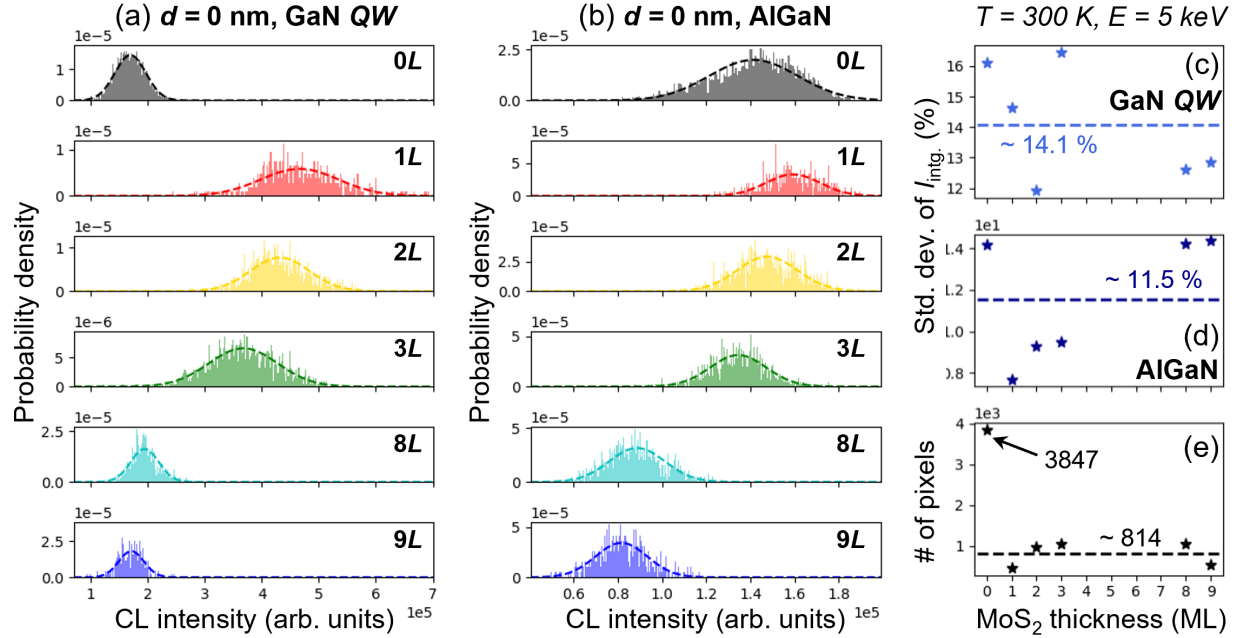 (a) d = 0 nm, GaN QW
1e−5
0L
1
0
1e−5
1L
1
0
1e−5
2L
1
0
1e−6
3L
5
0
1e−5
8L
2.5
0.0
1e−5
9L
2.5
0.0
1 2 3 4 5 6 7
1e5
CL intensity (arb. units)
Probability density
(b) d = 0 nm, AlGaN
1e−5
0L
2.5
0.0
1e−5
1L
5
0
1e−5
2L
2.5
0.0
1e−5
3L
5
0
1e−5
8L
5
0
1e−5
9L
5
0
0.6 0.8 1.0 1.2 1.4 1.6 1.8
1e5
CL intensity (arb. units)
Probability density
T = 300 K, E = 5 keV
(c)
GaN QW
~ 14.1 %
16
15
14
13
12
Std. dev. of Iintg. (%)
1e1
1.4
1.2
1.0
~ 11.5 %
(d)
AlGaN
1e3
4
3
2
1
(e)
3847
~ 814
# of pixels
0 1 2 3 4 5 6 7 8 9
MoS2 thickness (ML)